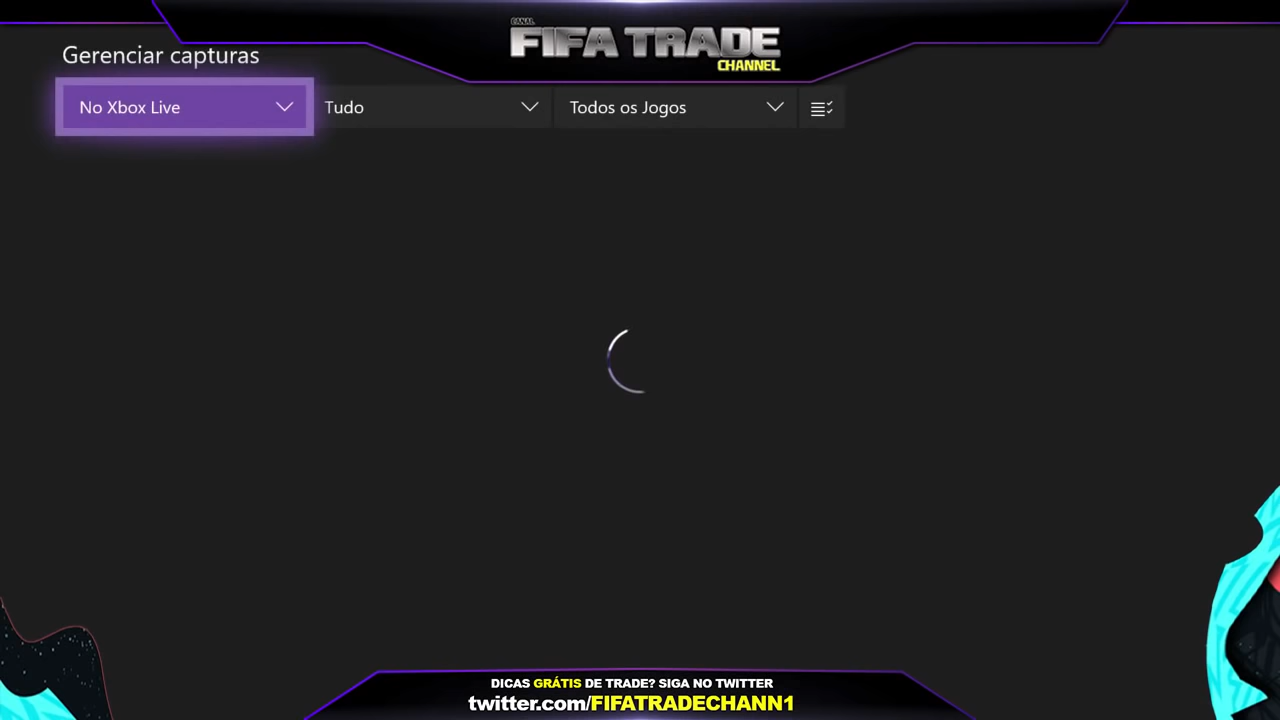 CANAL
FIFA TRADE
CHANNEL
Gerenciar capturas
No Xbox Live
Tudo
Todos os Jogos
DICAS GRÁTIS DE TRADE? SIGA NO TWITTER
twitter.com/FIFATRADECHANN1